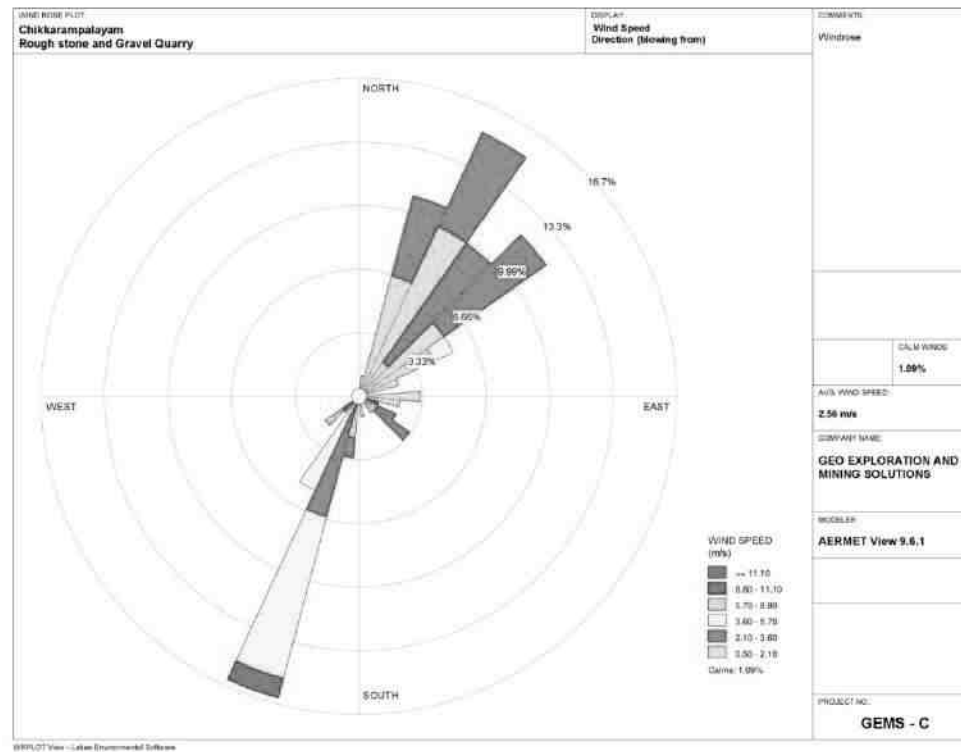 WIND ROSE PLOT:
Chikkarampalayam
Rough stone and Gravel Quarry
DISPLAY:
Wind Speed
Direction (blowing from)
COMMENTS:
Windrose
NORTH
16.7%
13.3%
9.99%
6.66%
3.33%
WEST
EAST
SOUTH
WIND SPEED
(m/s)
>= 11.10
8.80 - 11.10
5.70 - 8.80
3.60 - 5.70
2.10 - 3.60
0.50 - 2.10
Calms: 1.09%
CALM WINDS:
1.09%
AVG. WIND SPEED:
2.56 m/s
COMPANY NAME:
GEO EXPLORATION AND
MINING SOLUTIONS
MODELER:
AERMET View 9.6.1
PROJECT NO.:
GEMS - C
WRPLOT View - Lakes Environmental Software